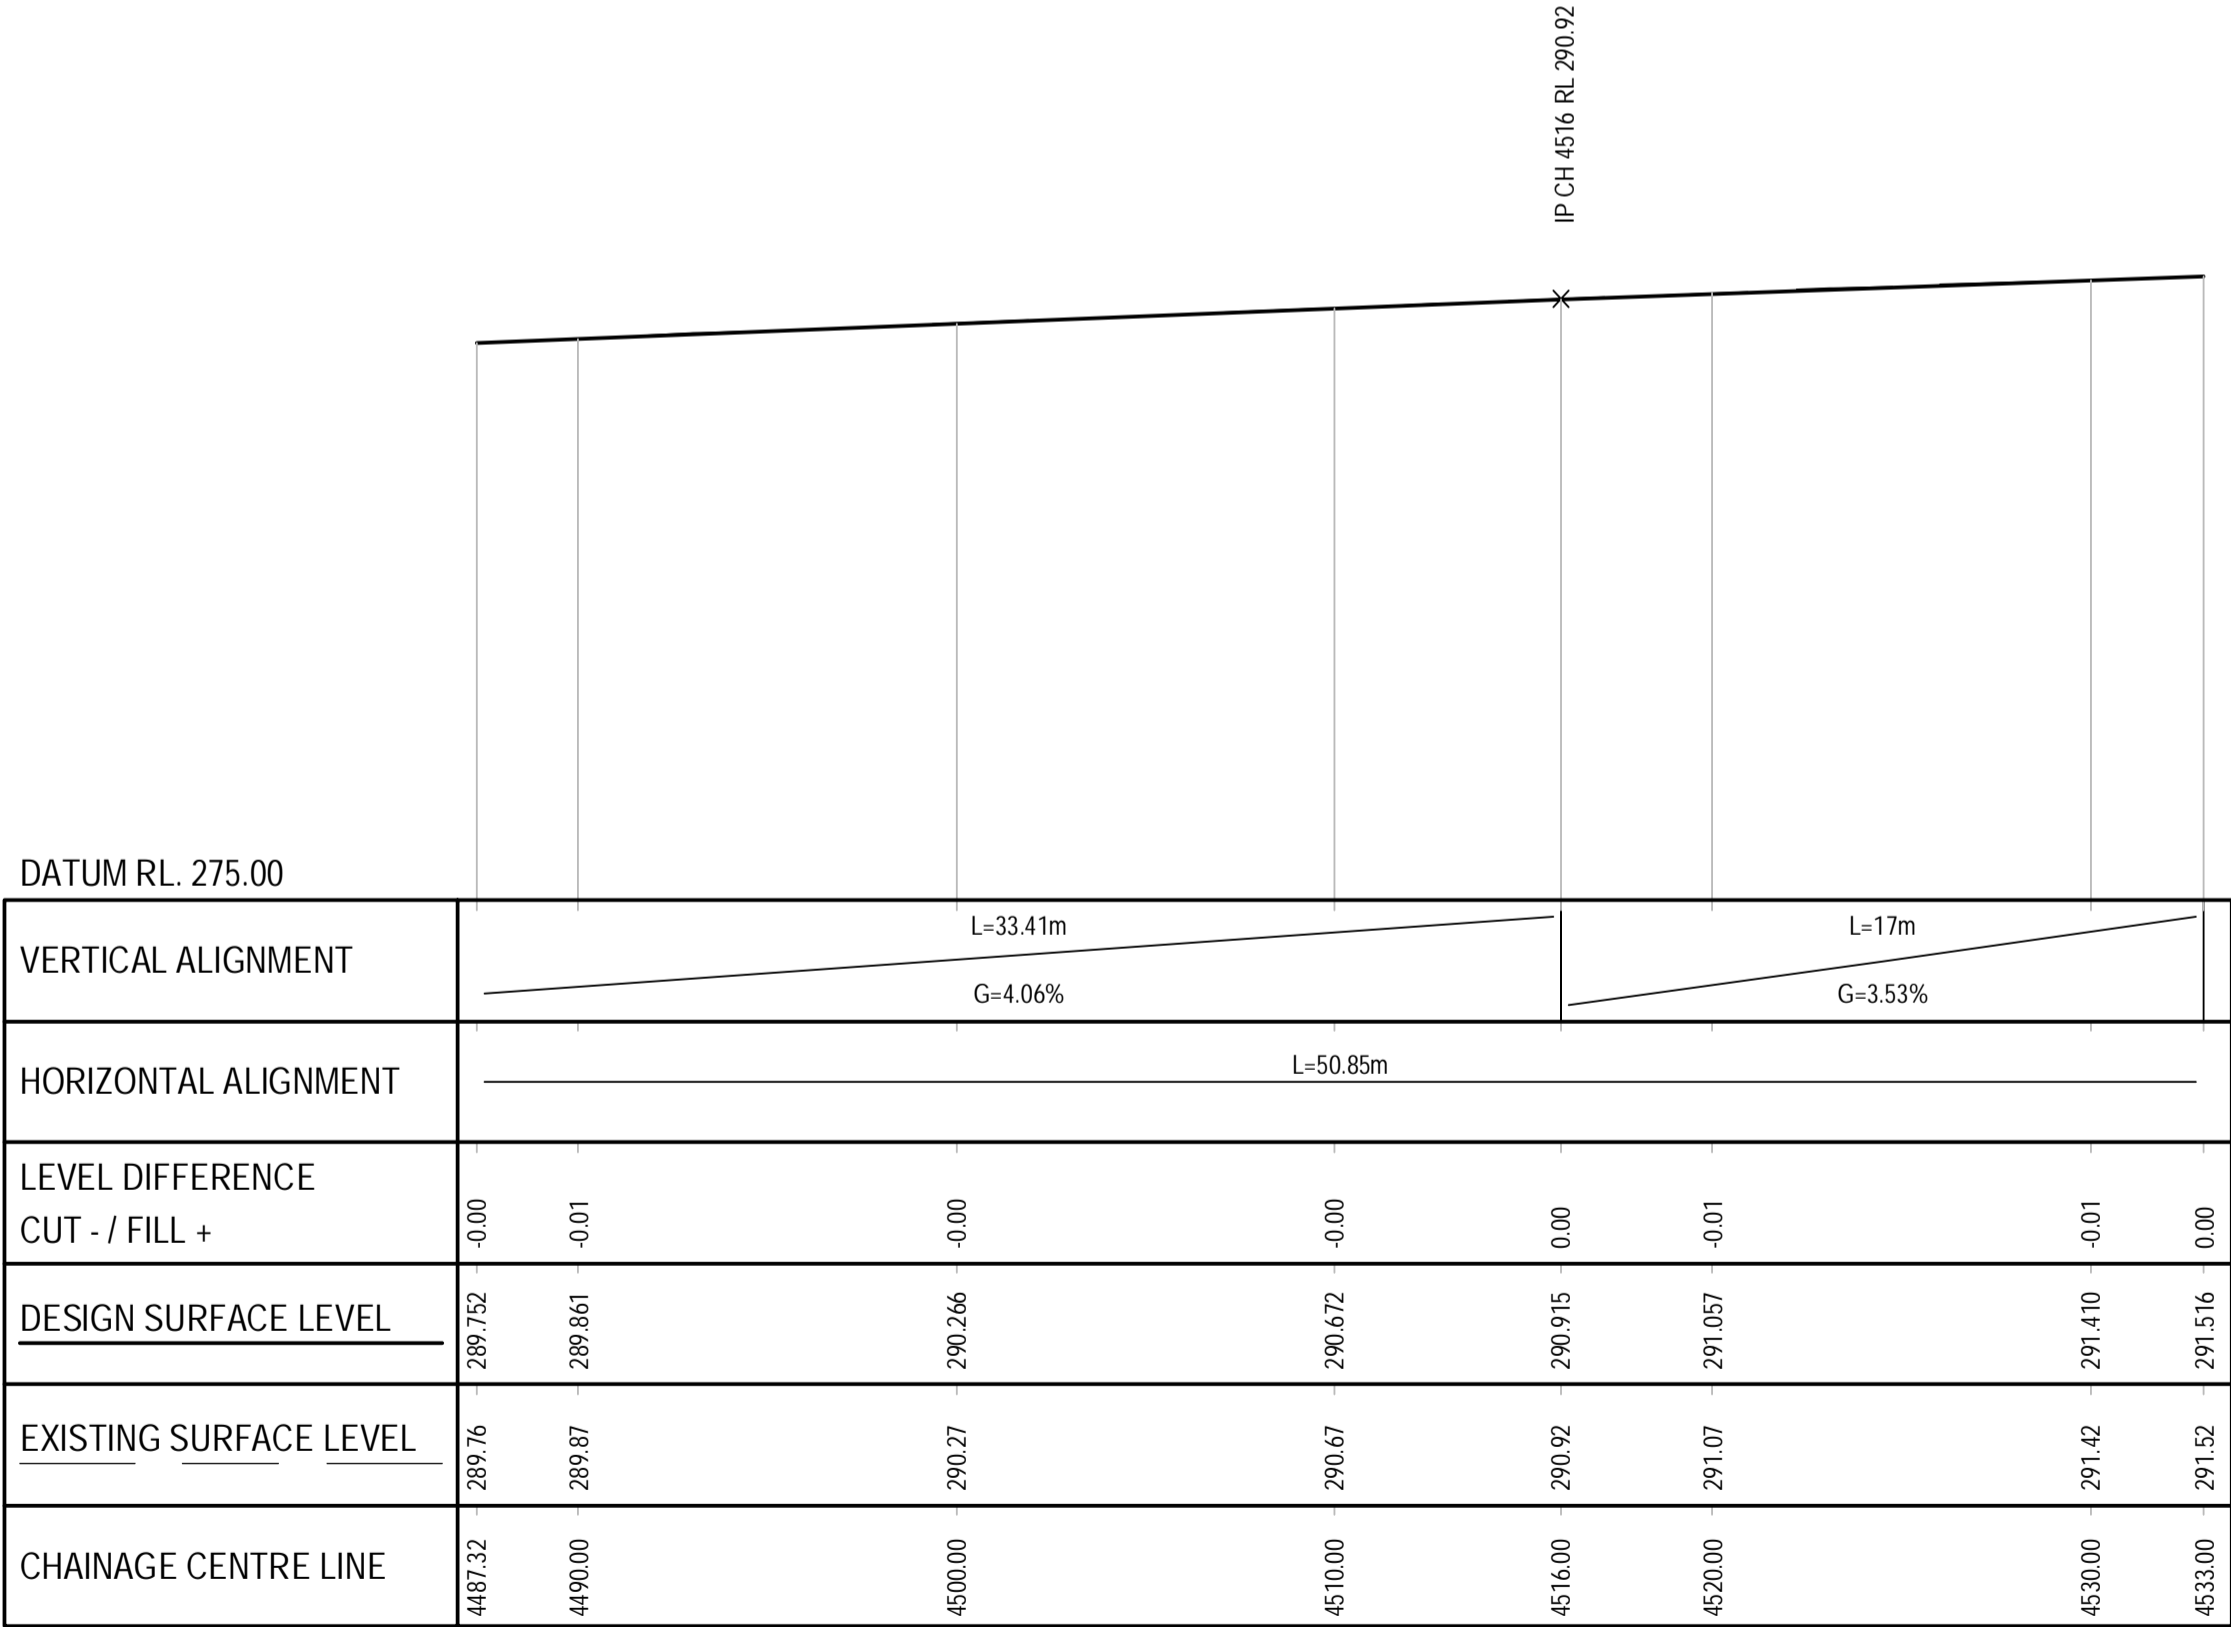 IP CH 4516 RL 290.92
DATUM RL. 275.00
VERTICAL ALIGNMENT
L=33.41m
G=4.06%
L=17m
G=3.53%
HORIZONTAL ALIGNMENT
L=50.85m
LEVEL DIFFERENCE
CUT - / FILL +
-0.00
-0.01
-0.00
-0.00
0.00
-0.01
-0.01
0.00
DESIGN SURFACE LEVEL
289.752
289.861
290.266
290.672
290.915
291.057
291.410
291.516
EXISTING SURFACE LEVEL
289.76
289.87
290.27
290.67
290.92
291.07
291.42
291.52
CHAINAGE CENTRE LINE
4487.32
4490.00
4500.00
4510.00
4516.00
4520.00
4530.00
4533.00